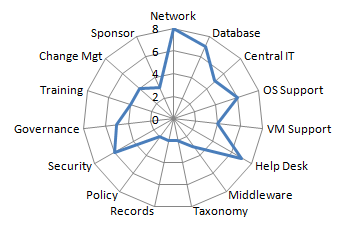 Network
Sponsor
Database
Change Mgt
Central IT
Training
OS Support
Governance
VM Support
Security
Help Desk
Policy
Middleware
Records
Taxonomy
8
6
4
2
0